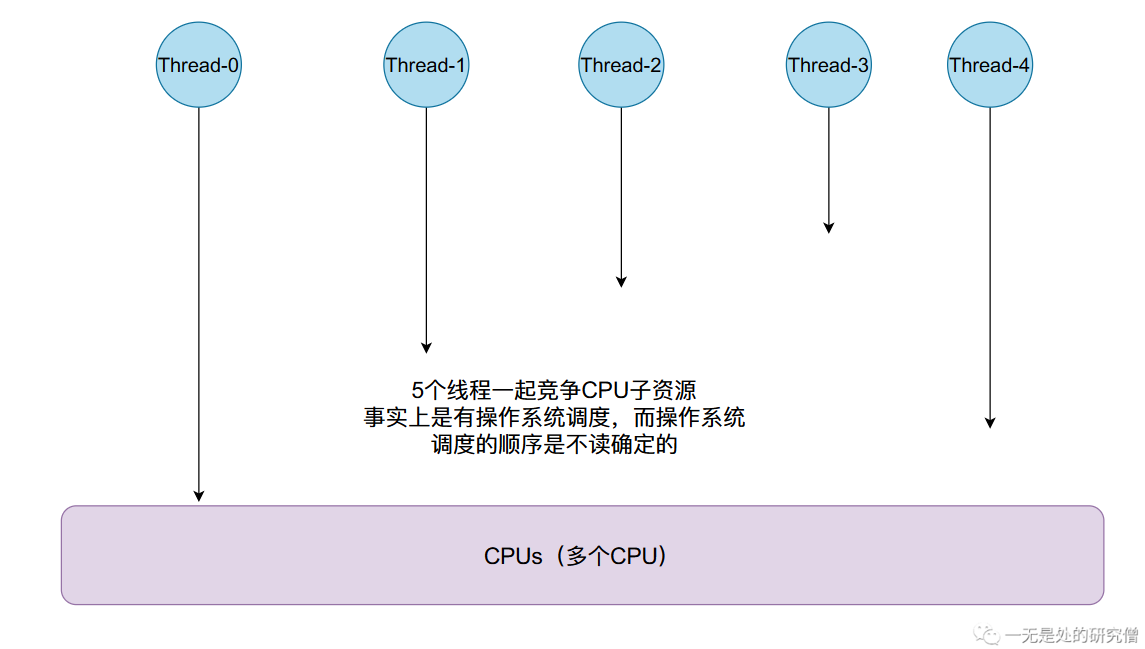 Thread-0
Thread-1
Thread-2
Thread-3
Thread-4
5个线程一起竞争CPU子资源
事实上是有操作系统调度，而操作系统
调度的顺序是不读确定的
CPUs（多个CPU）
一无是处的研究僧